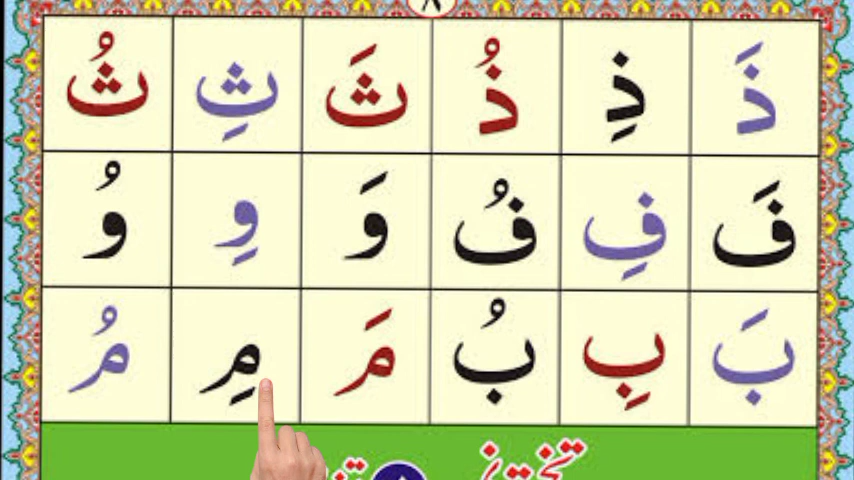 ذَ ذِ ذُ ثَ ثِ ثُ
فَ فِ فُ وَ وِ وُ
بَ بِ بُ مَ مِ مُ